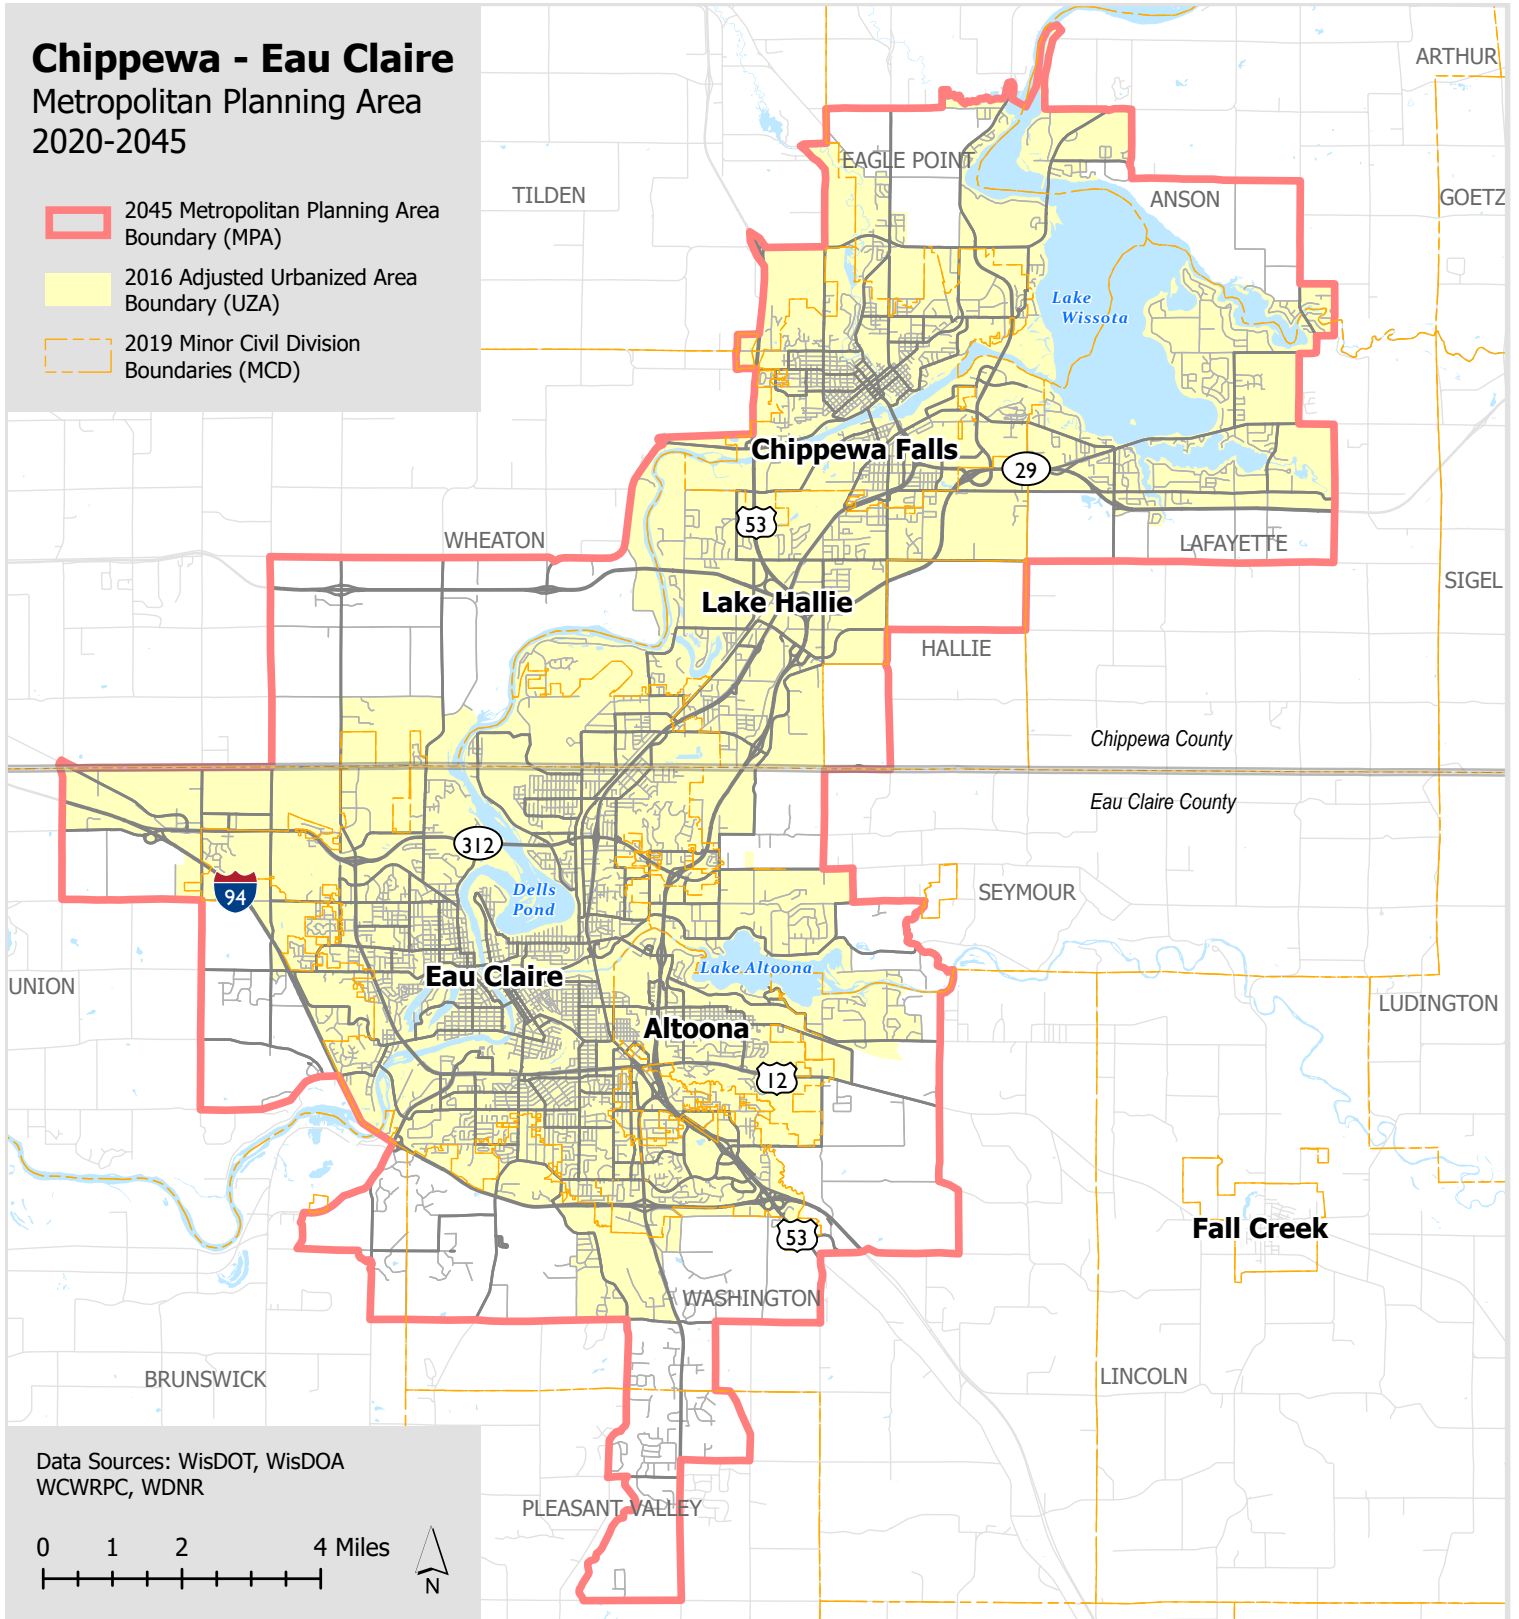 Chippewa - Eau Claire
Metropolitan Planning Area
2020-2045
2045 Metropolitan Planning Area
Boundary (MPA)
2016 Adjusted Urbanized Area
Boundary (UZA)
2019 Minor Civil Division
Boundaries (MCD)
ARTHUR
EAGLE POINT
TILDEN
ANSON
GOETZ
Lake
Wissota
Chippewa Falls
29
53
WHEATON
LAFAYETTE
SIGEL
Lake Hallie
HALLIE
Chippewa County
Eau Claire County
312
94
Dells
Pond
SEYMOUR
Lake Altoona
Eau Claire
UNION
LUDINGTON
Altoona
12
53
Fall Creek
WASHINGTON
BRUNSWICK
LINCOLN
PLEASANT VALLEY
Data Sources: WisDOT, WisDOA
WCWRPC, WDNR
0 1 2 4 Miles
N